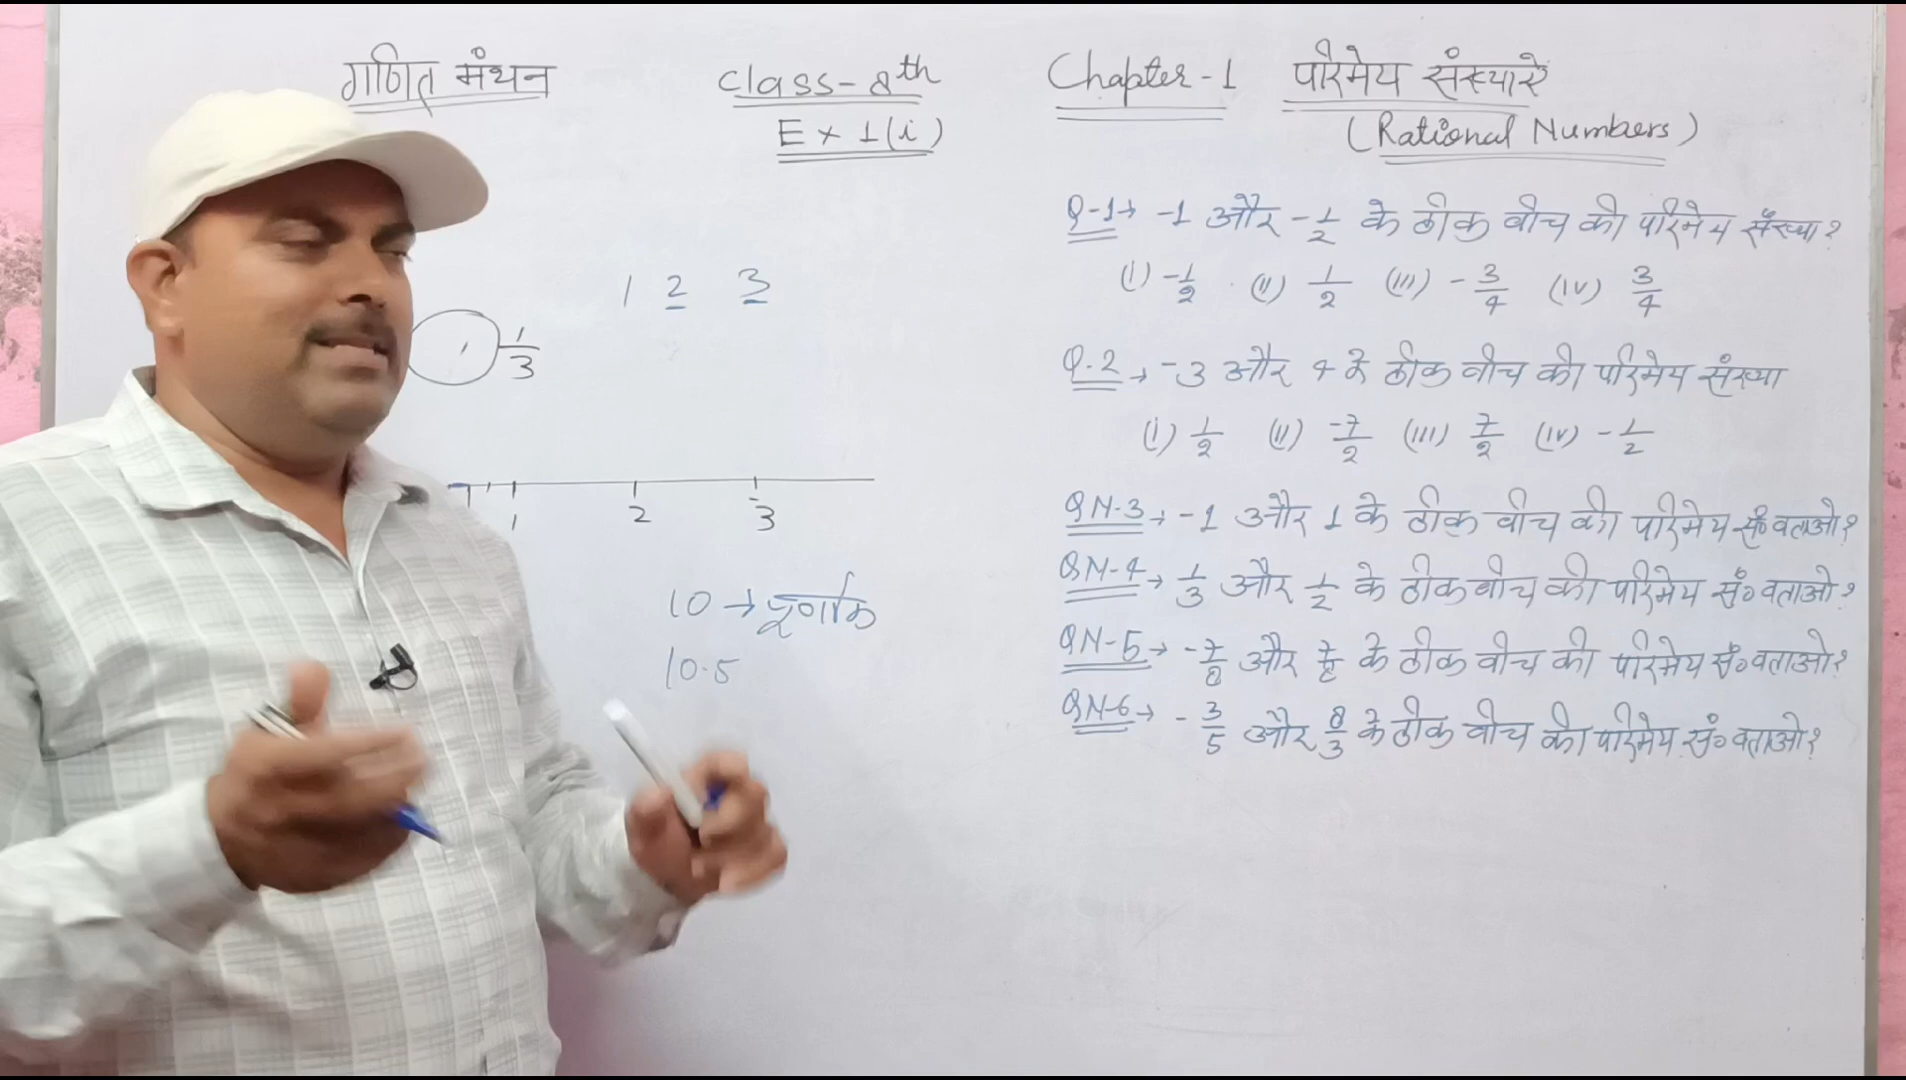 गणित मंथन
Class-8th
Ex 1(i)
Chapter-1 परिमेय संख्याएँ
(Rational Numbers)
1 2 3
1/3
1 2 3
10 → पूर्णांक
10.5
Q-1→ -1 और -1/2 के ठीक बीच की परिमेय संख्या?
(i) -1/2 (ii) 1/2 (iii) -3/4 (iv) 3/4
Q.2→ -3 और 4 के ठीक बीच की परिमेय संख्या
(i) 1/2 (ii) -7/2 (iii) 7/2 (iv) -1/2
QN-3→ -1 और 1 के ठीक बीच की परिमेय सं० बताओ?
QN-4→ 1/3 और 1/2 के ठीक बीच की परिमेय सं० बताओ?
QN-5→ -7/8 और 7/8 के ठीक बीच की परिमेय सं० बताओ?
QN-6→ -3/5 और 8/3 के ठीक बीच की परिमेय सं० बताओ?